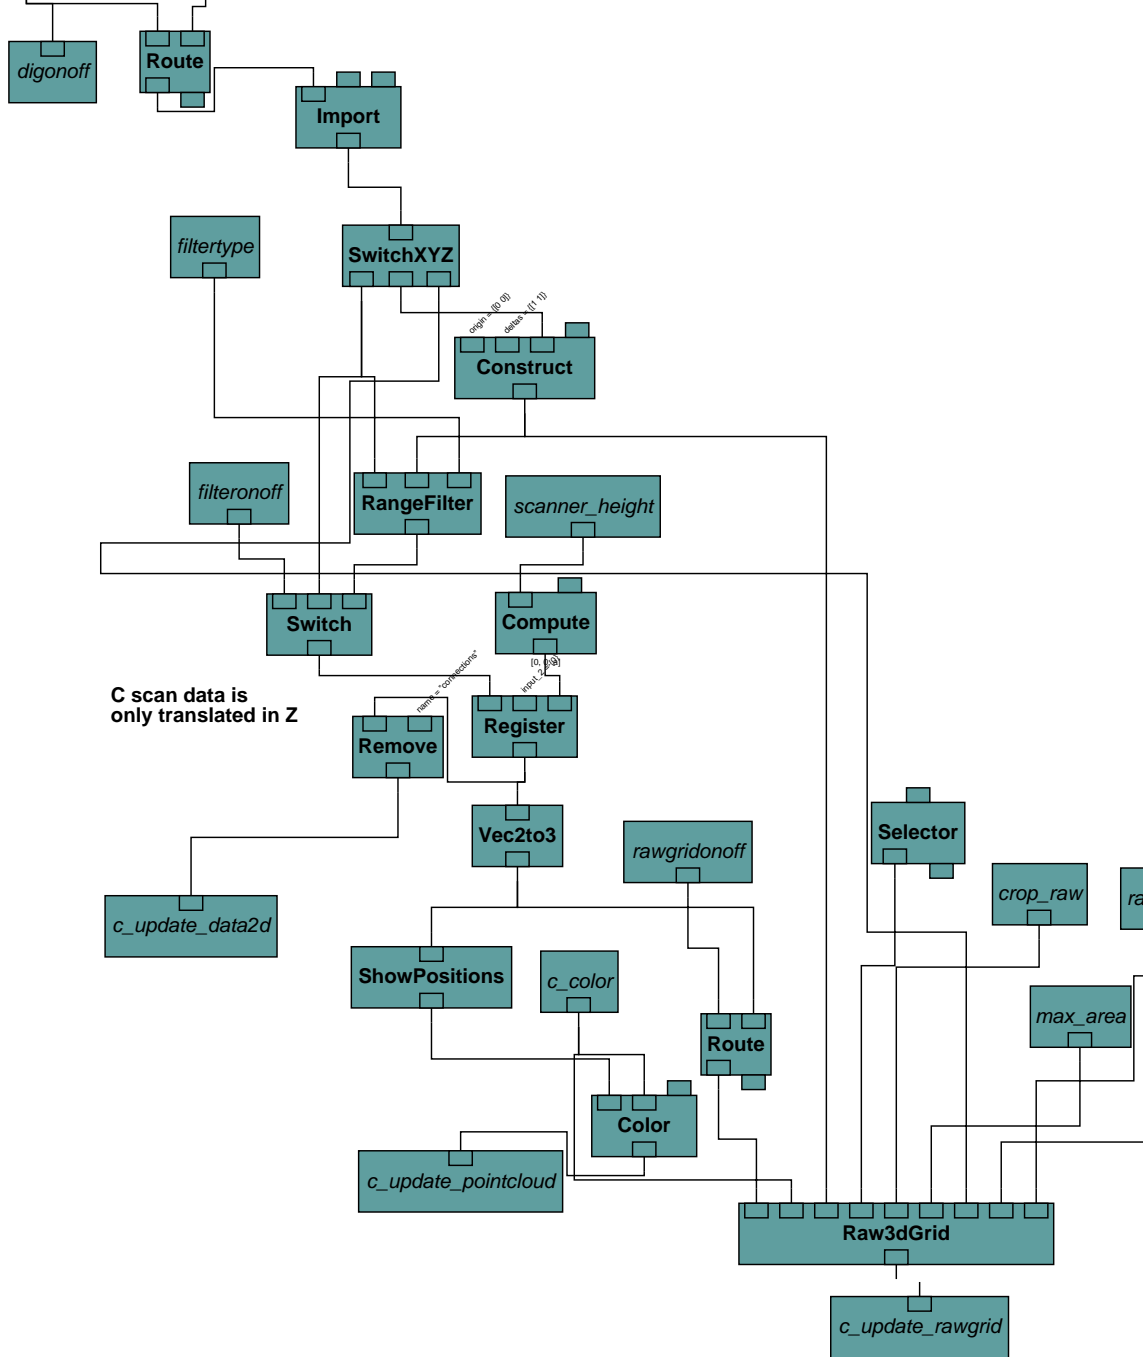 Route
digonoff
Import
filtertype
SwitchXYZ
origin = ([0 0])
deltas = ([1 1])
Construct
filteronoff
RangeFilter
scanner_height
Switch
Compute
name = "connections"
C scan data is
only translated in Z
Register
Remove
Selector
Vec2to3
rawgridonoff
crop_raw
c_update_data2d
ShowPositions
c_color
max_area
Route
Color
c_update_pointcloud
Raw3dGrid
c_update_rawgrid